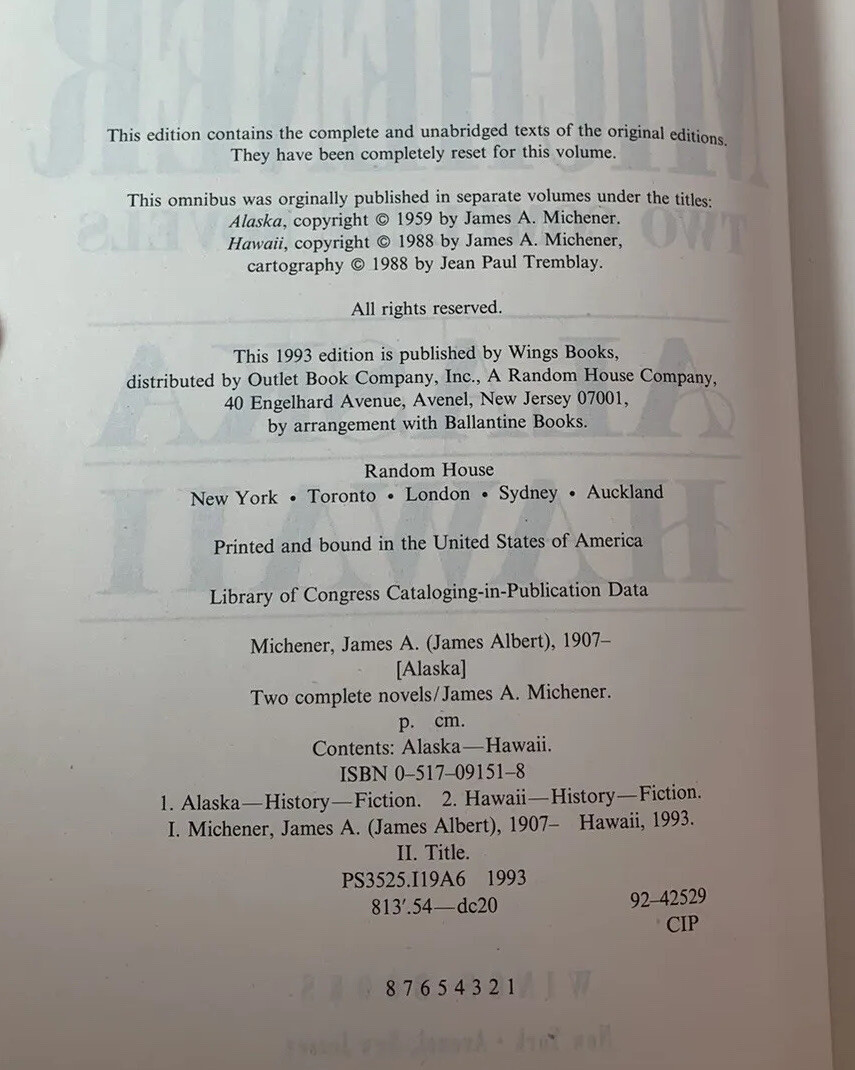 This edition contains the complete and unabridged texts of the original editions.
They have been completely reset for this volume.
This omnibus was orginally published in separate volumes under the titles:
Alaska, copyright © 1959 by James A. Michener.
Hawaii, copyright © 1988 by James A. Michener,
cartography © 1988 by Jean Paul Tremblay.
All rights reserved.
This 1993 edition is published by Wings Books,
distributed by Outlet Book Company, Inc., A Random House Company,
40 Engelhard Avenue, Avenel, New Jersey 07001,
by arrangement with Ballantine Books.
Random House
New York • Toronto • London • Sydney • Auckland
Printed and bound in the United States of America
Library of Congress Cataloging-in-Publication Data
Michener, James A. (James Albert), 1907–
[Alaska]
Two complete novels/James A. Michener.
p. cm.
Contents: Alaska—Hawaii.
ISBN 0–517–09151–8
1. Alaska—History—Fiction. 2. Hawaii—History—Fiction.
I. Michener, James A. (James Albert), 1907– Hawaii, 1993.
II. Title.
PS3525.I19A6 1993
813′.54—dc20 92–42529
CIP
8 7 6 5 4 3 2 1